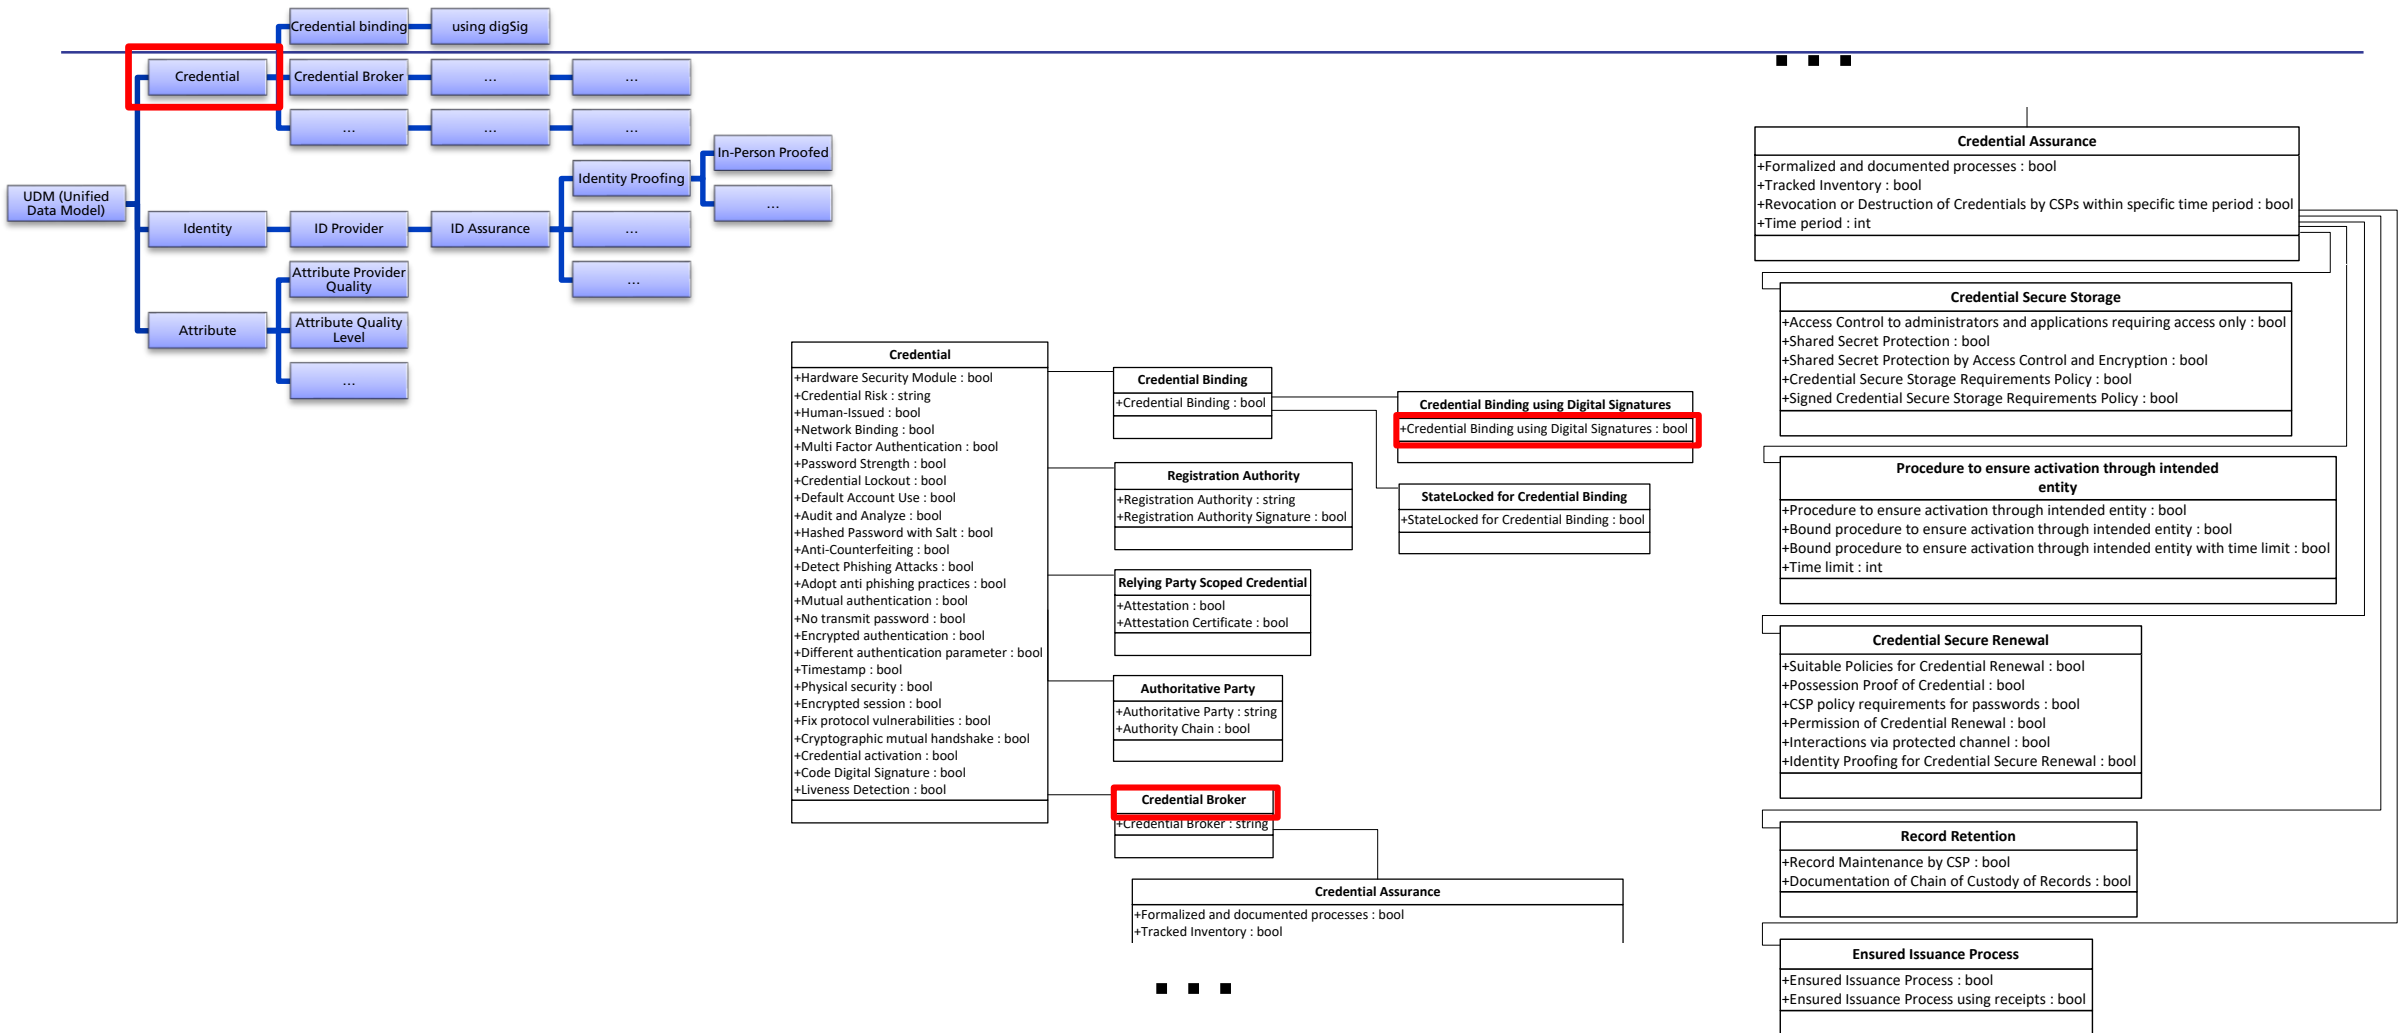 Credential binding
using digSig
Credential
Credential Broker
...
...
...
...
...
In-Person Proofed
Identity Proofing
...
UDM (Unified
Data Model)
Identity
ID Provider
ID Assurance
...
...
Attribute Provider
Quality
Attribute
Attribute Quality
Level
...
Credential
+Hardware Security Module : bool
+Credential Risk : string
+Human-Issued : bool
+Network Binding : bool
+Multi Factor Authentication : bool
+Password Strength : bool
+Credential Lockout : bool
+Default Account Use : bool
+Audit and Analyze : bool
+Hashed Password with Salt : bool
+Anti-Counterfeiting : bool
+Detect Phishing Attacks : bool
+Adopt anti phishing practices : bool
+Mutual authentication : bool
+No transmit password : bool
+Encrypted authentication : bool
+Different authentication parameter : bool
+Timestamp : bool
+Physical security : bool
+Encrypted session : bool
+Fix protocol vulnerabilities : bool
+Cryptographic mutual handshake : bool
+Credential activation : bool
+Code Digital Signature : bool
+Liveness Detection : bool
Credential Binding
+Credential Binding : bool
Credential Binding using Digital Signatures
+Credential Binding using Digital Signatures : bool
StateLocked for Credential Binding
+StateLocked for Credential Binding : bool
Registration Authority
+Registration Authority : string
+Registration Authority Signature : bool
Relying Party Scoped Credential
+Attestation : bool
+Attestation Certificate : bool
Authoritative Party
+Authoritative Party : string
+Authority Chain : bool
Credential Broker
+Credential Broker : string
Credential Assurance
+Formalized and documented processes : bool
+Tracked Inventory : bool
...
...
Credential Assurance
+Formalized and documented processes : bool
+Tracked Inventory : bool
+Revocation or Destruction of Credentials by CSPs within specific time period : bool
+Time period : int
Credential Secure Storage
+Access Control to administrators and applications requiring access only : bool
+Shared Secret Protection : bool
+Shared Secret Protection by Access Control and Encryption : bool
+Credential Secure Storage Requirements Policy : bool
+Signed Credential Secure Storage Requirements Policy : bool
Procedure to ensure activation through intended
entity
+Procedure to ensure activation through intended entity : bool
+Bound procedure to ensure activation through intended entity : bool
+Bound procedure to ensure activation through intended entity with time limit : bool
+Time limit : int
Credential Secure Renewal
+Suitable Policies for Credential Renewal : bool
+Possession Proof of Credential : bool
+CSP policy requirements for passwords : bool
+Permission of Credential Renewal : bool
+Interactions via protected channel : bool
+Identity Proofing for Credential Secure Renewal : bool
Record Retention
+Record Maintenance by CSP : bool
+Documentation of Chain of Custody of Records : bool
Ensured Issuance Process
+Ensured Issuance Process : bool
+Ensured Issuance Process using receipts : bool